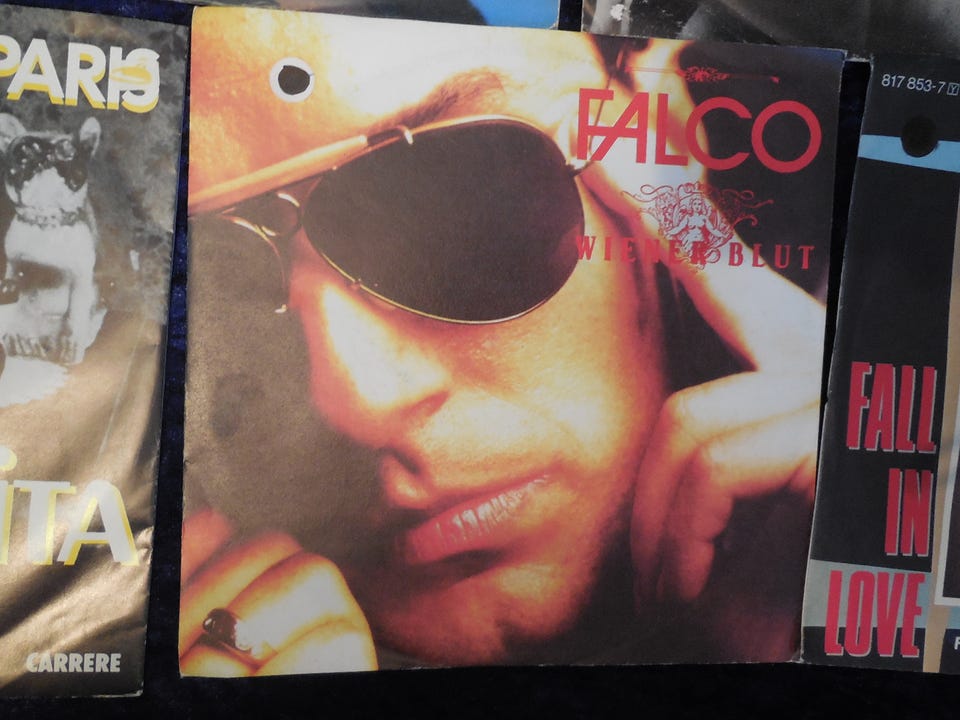 PARIS
iTA
CARRERE
FALCO
WIENER BLUT
817 853-7 Y
FALL
IN
LOVE